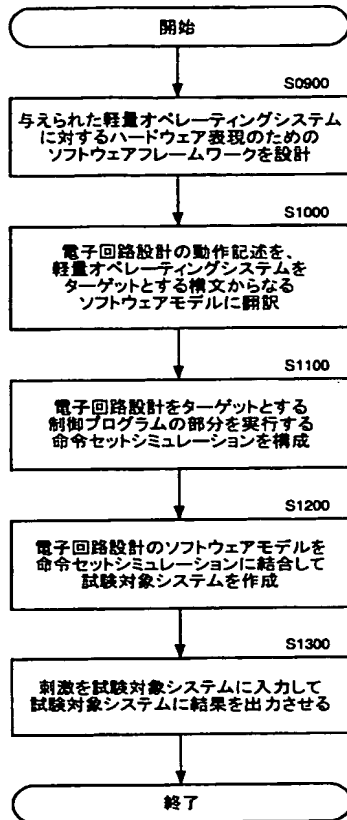 開始
S0900
与えられた軽量オペレーティングシステム
に対するハードウェア表現のための
ソフトウェアフレームワークを設計
S1000
電子回路設計の動作記述を、
軽量オペレーティングシステムを
ターゲットとする構文からなる
ソフトウェアモデルに翻訳
S1100
電子回路設計をターゲットとする
制御プログラムの部分を実行する
命令セットシミュレーションを構成
S1200
電子回路設計のソフトウェアモデルを
命令セットシミュレーションに結合して
試験対象システムを作成
S1300
刺激を試験対象システムに入力して
試験対象システムに結果を出力させる
終了